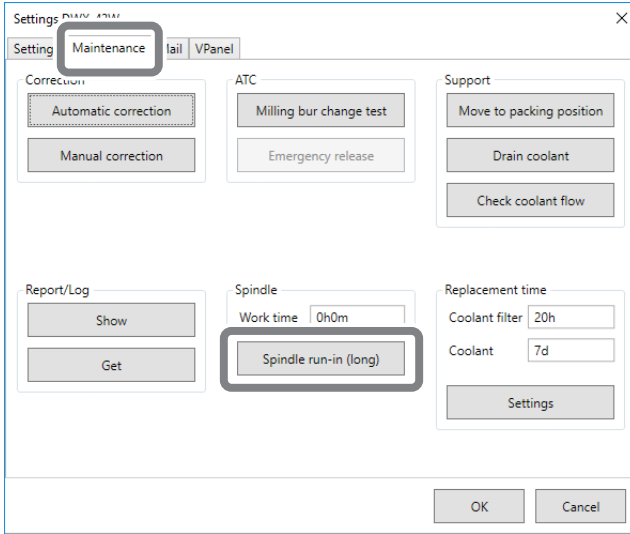 Settings DWX-42W
Setting Maintenance ail VPanel
Correction
Automatic correction
Manual correction
ATC
Milling bur change test
Emergency release
Support
Move to packing position
Drain coolant
Check coolant flow
Report/Log
Show
Get
Spindle
Work time 0h0m
Spindle run-in (long)
Replacement time
Coolant filter 20h
Coolant 7d
Settings
OK Cancel